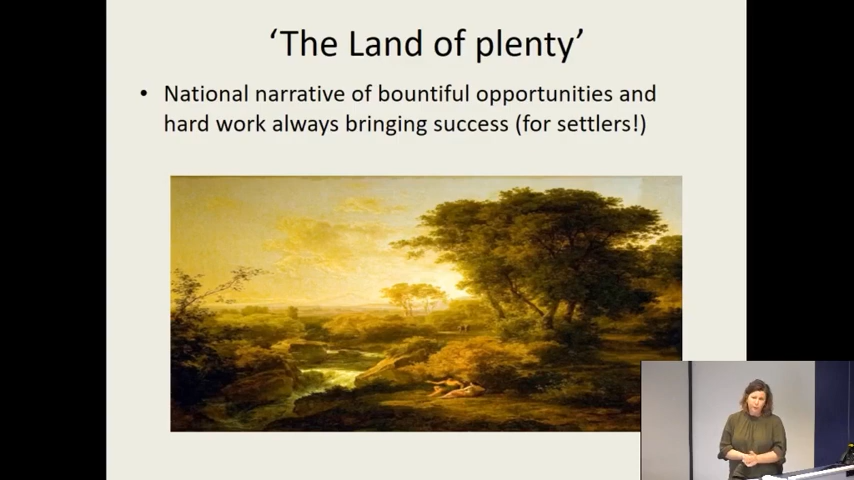 ‘The Land of plenty’
• National narrative of bountiful opportunities and
hard work always bringing success (for settlers!)